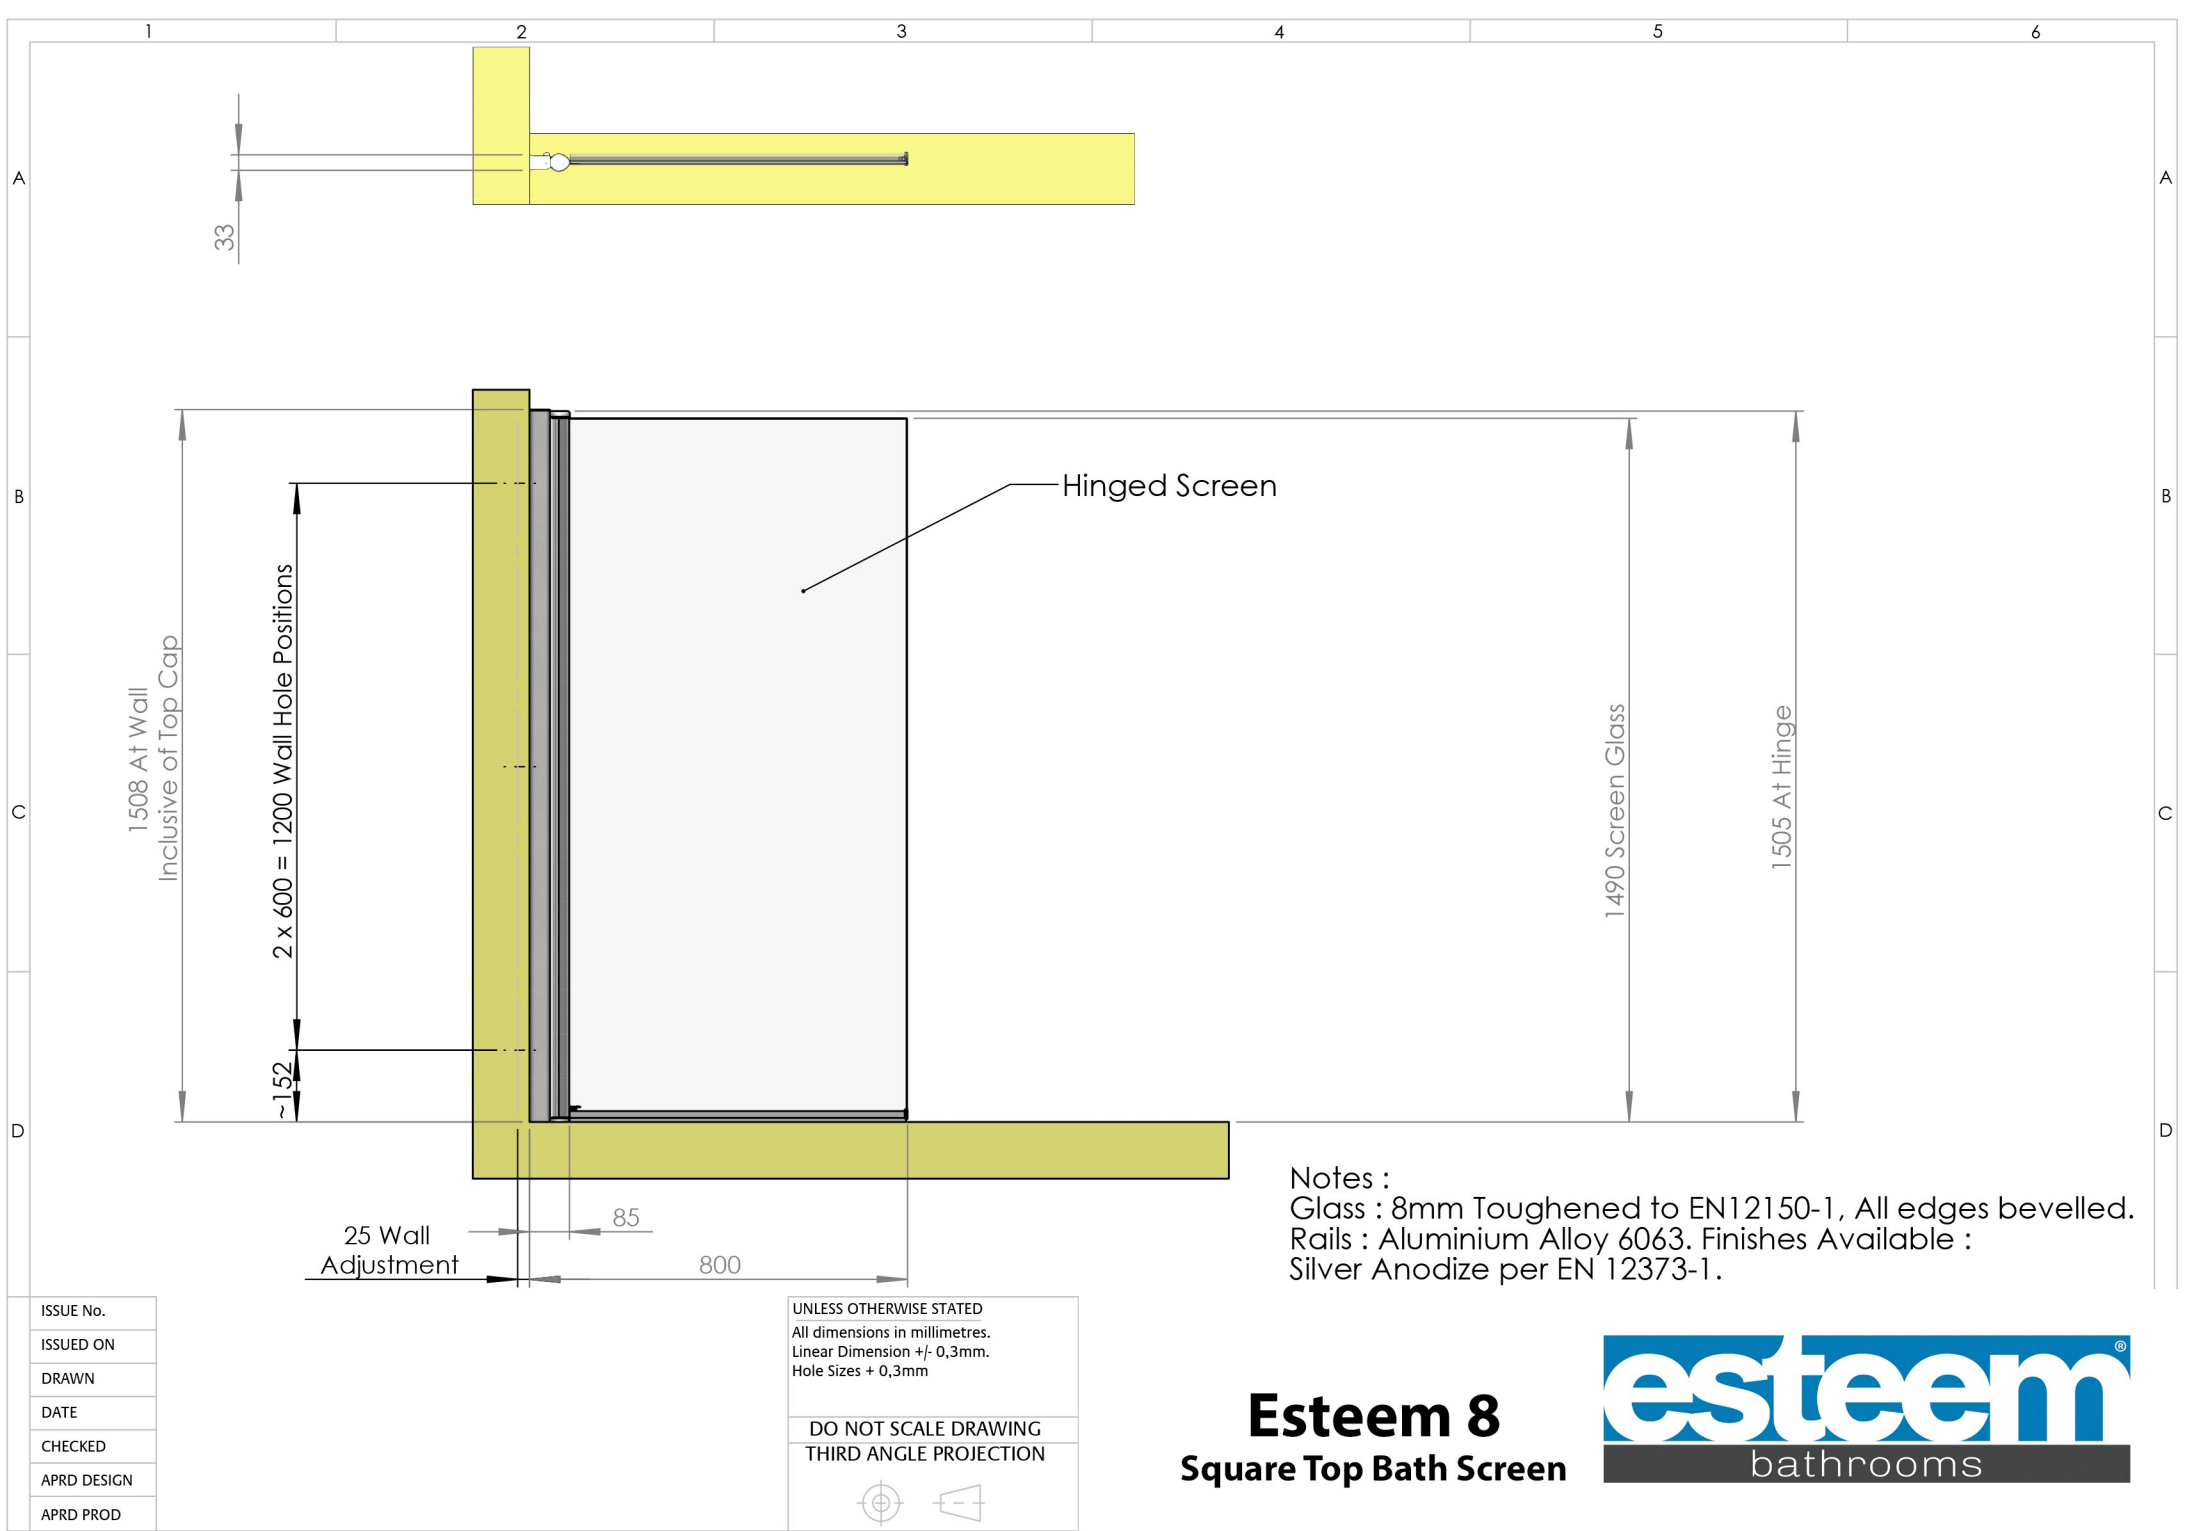 1 2 3 4 5 6
A A
33
B B
Hinged Screen
1508 At Wall
Inclusive of Top Cap
2 x 600 = 1200 Wall Hole Positions
~152
1490 Screen Glass
1505 At Hinge
C C
D D
25 Wall
Adjustment
85
800
Notes :
Glass : 8mm Toughened to EN12150-1, All edges bevelled.
Rails : Aluminium Alloy 6063. Finishes Available :
Silver Anodize per EN 12373-1.
ISSUE No.
ISSUED ON
DRAWN
DATE
CHECKED
APRD DESIGN
APRD PROD
UNLESS OTHERWISE STATED
All dimensions in millimetres.
Linear Dimension +/- 0,3mm.
Hole Sizes + 0,3mm
DO NOT SCALE DRAWING
THIRD ANGLE PROJECTION
Esteem 8
Square Top Bath Screen
esteem®
bathrooms